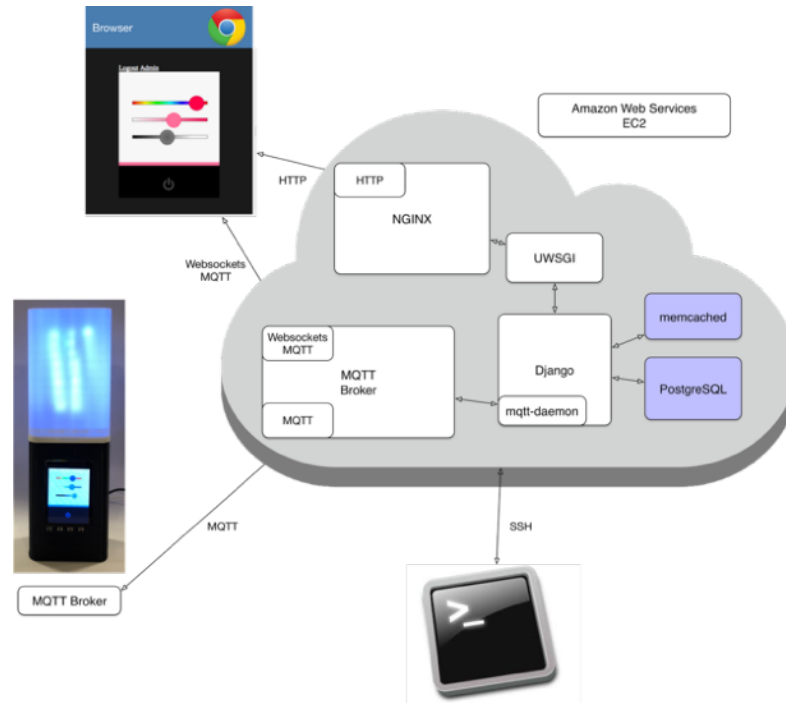 Browser
Logout Admin
Amazon Web Services
EC2
HTTP
HTTP
NGINX
UWSGI
Websockets
MQTT
memcached
Websockets
MQTT
MQTT
Broker
Django
PostgreSQL
MQTT
mqtt-daemon
MQTT
SSH
MQTT Broker
>_